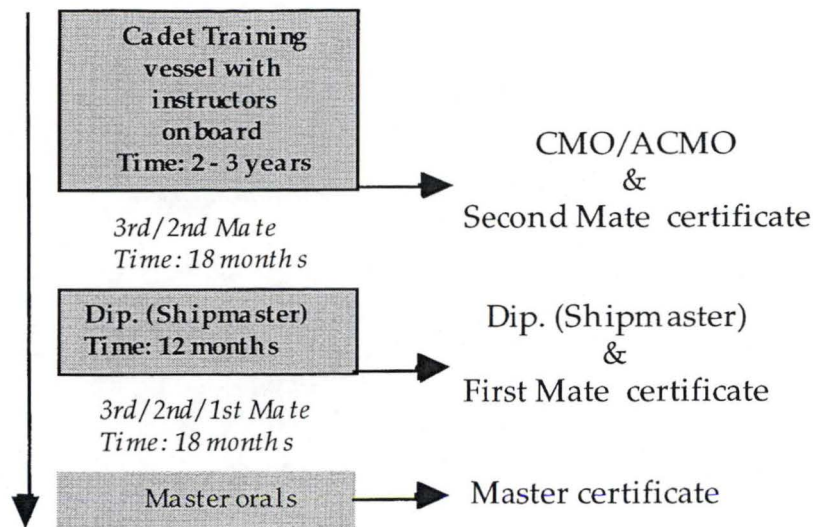 Cadet Training
vessel with
instructors
onboard
Time: 2 - 3 years
CMO/ACMO
&
Second Mate certificate
3rd/2nd Mate
Time: 18 months
Dip. (Shipmaster)
Time: 12 months
Dip. (Shipmaster)
&
First Mate certificate
3rd/2nd/1st Mate
Time: 18 months
Master orals
Master certificate